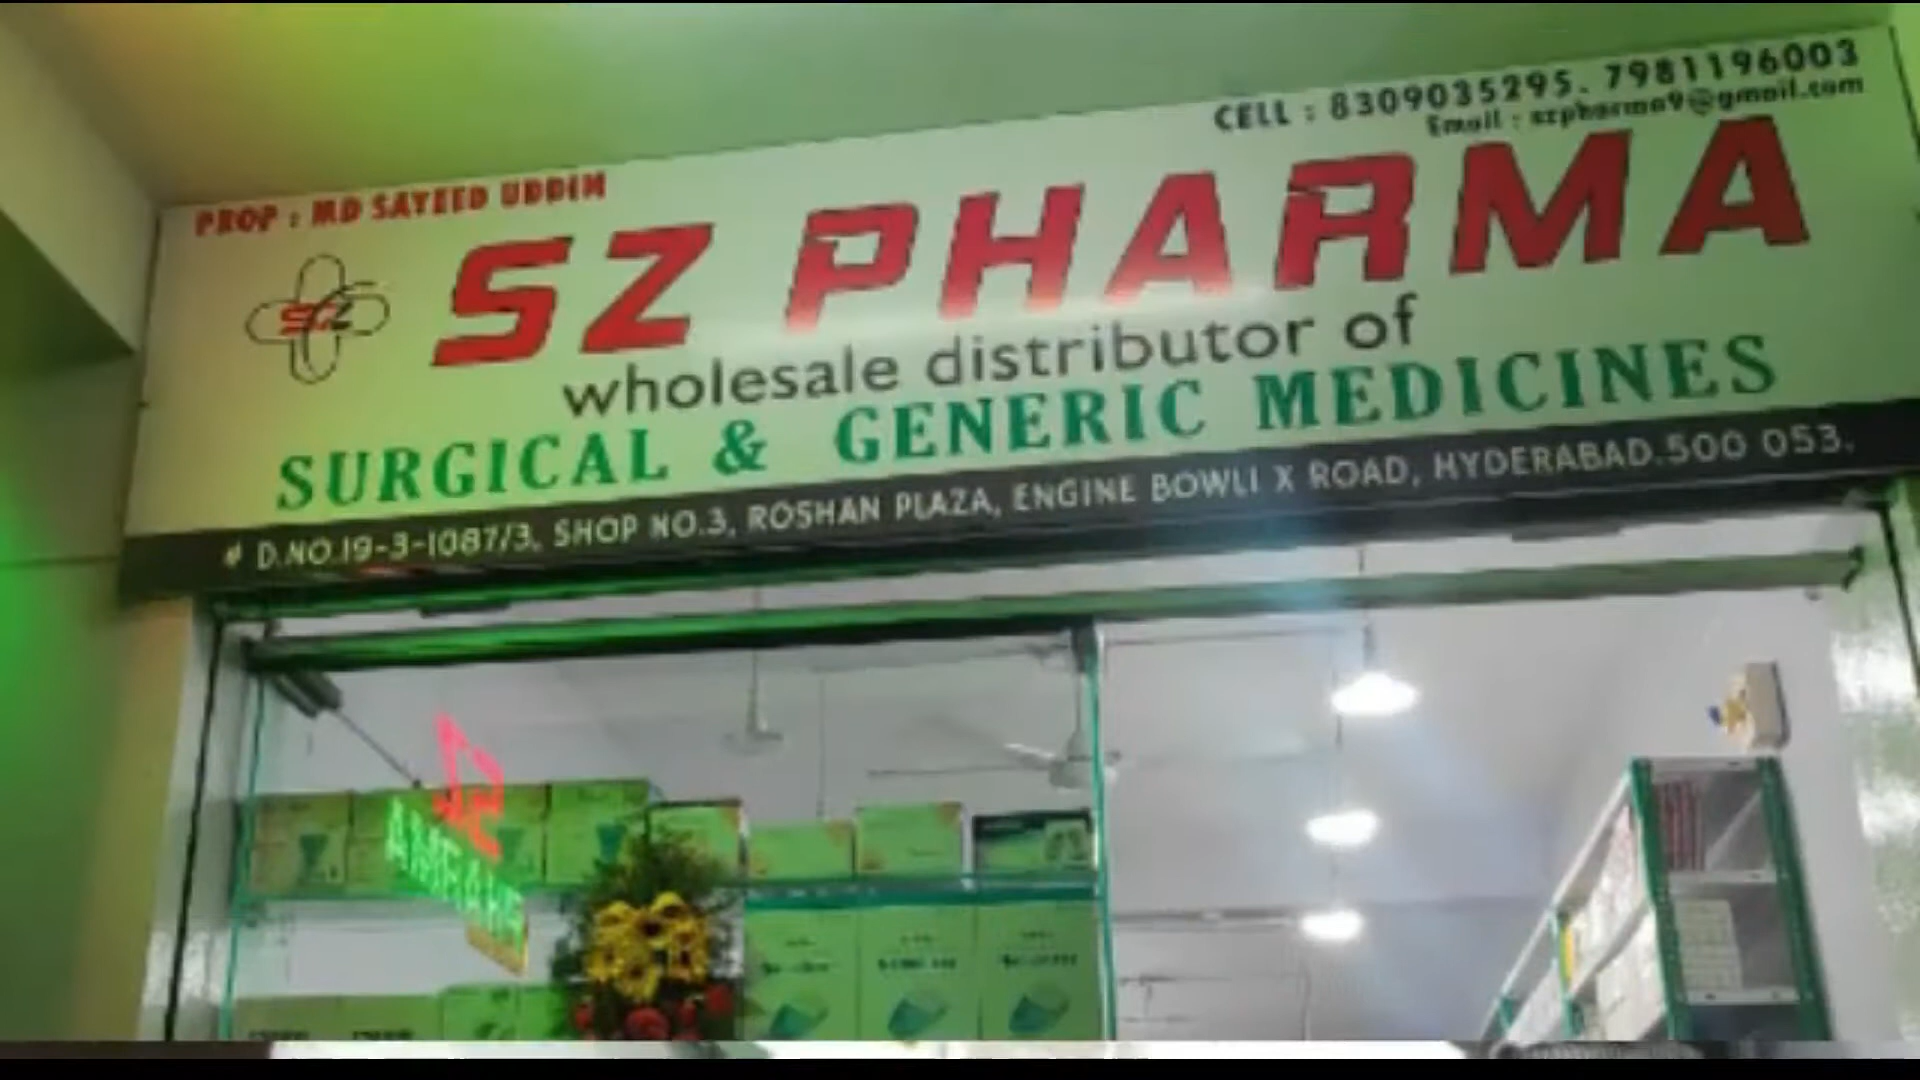 CELL : 8309035295. 7981196003
Email : szpharma9@gmail.com
PROP : MD SAYEED UDDIN
SZ
SZ PHARMA
wholesale distributor of
SURGICAL & GENERIC MEDICINES
# D.NO.19-3-1087/3, SHOP NO.3, ROSHAN PLAZA, ENGINE BOWLI X ROAD, HYDERABAD.500 053.